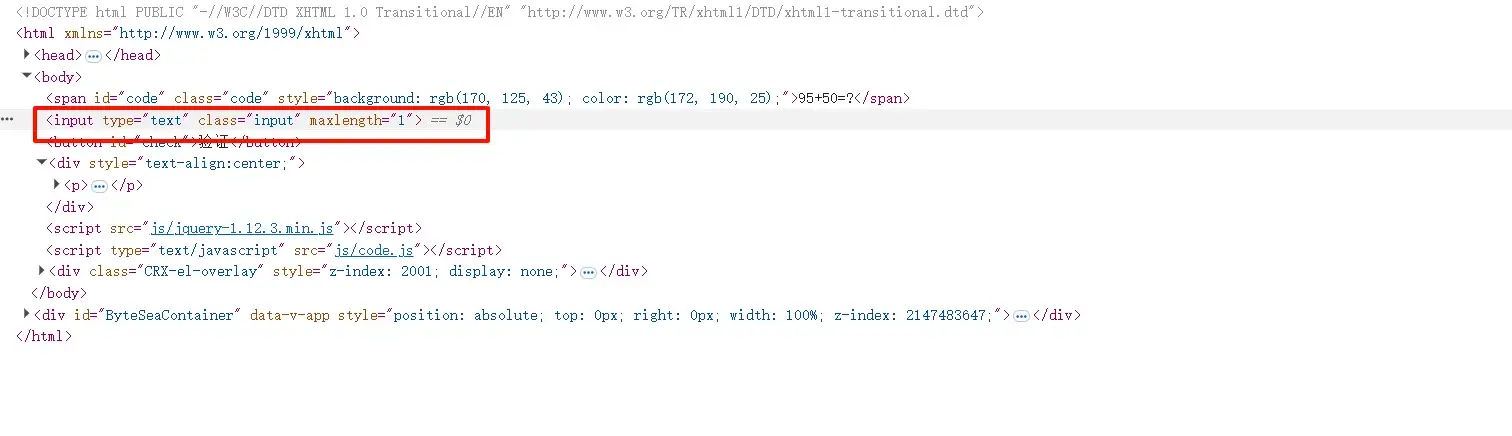 <!DOCTYPE html PUBLIC "-//W3C//DTD XHTML 1.0 Transitional//EN" "http://www.w3.org/TR/xhtml1/DTD/xhtml1-transitional.dtd">
<html xmlns="http://www.w3.org/1999/xhtml">
<head>…</head>
<body>
<span id="code" class="code" style="background: rgb(170, 125, 43); color: rgb(172, 190, 25);">95+50=?</span>
<input type="text" class="input" maxlength="1"> == $0
<button id="check">验证</button>
<div style="text-align:center;">
<p>…</p>
</div>
<script src="js/jquery-1.12.3.min.js"></script>
<script type="text/javascript" src="js/code.js"></script>
<div class="CRX-el-overlay" style="z-index: 2001; display: none;">…</div>
</body>
<div id="ByteSeaContainer" data-v-app style="position: absolute; top: 0px; right: 0px; width: 100%; z-index: 2147483647;">…</div>
</html>